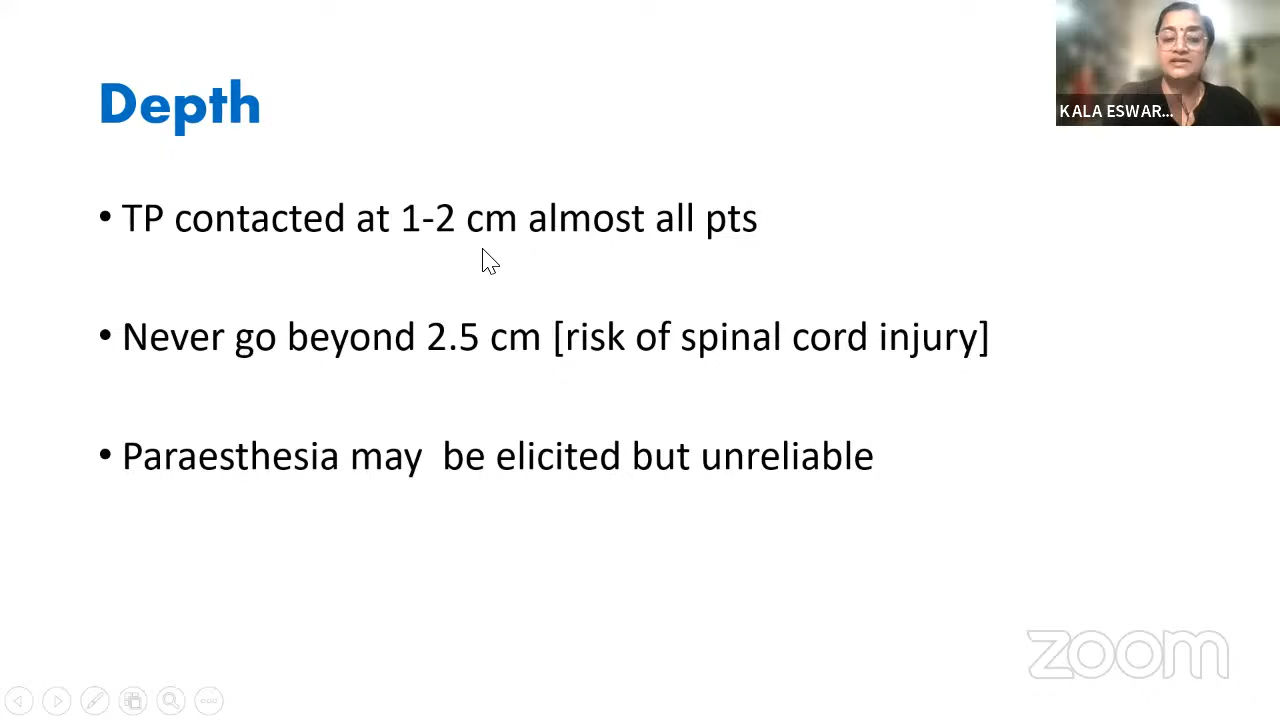 Depth
• TP contacted at 1-2 cm almost all pts
• Never go beyond 2.5 cm [risk of spinal cord injury]
• Paraesthesia may  be elicited but unreliable
KALA ESWAR...
zoom